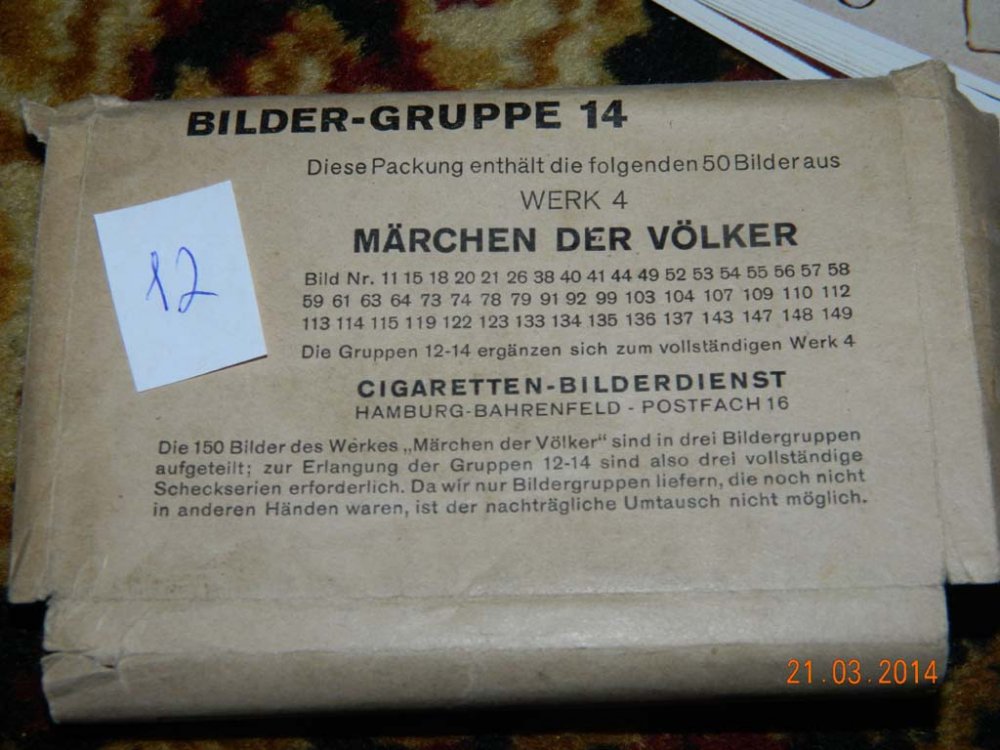 BILDER-GRUPPE 14
Diese Packung enthält die folgenden 50 Bilder aus
WERK 4
MÄRCHEN DER VÖLKER
Bild Nr. 11 15 18 20 21 26 38 40 41 44 49 52 53 54 55 56 57 58
59 61 63 64 73 74 78 79 91 92 99 103 104 107 109 110 112
113 114 115 119 122 123 133 134 135 136 137 143 147 148 149
Die Gruppen 12-14 ergänzen sich zum vollständigen Werk 4
CIGARETTEN-BILDERDIENST
HAMBURG-BAHRENFELD - POSTFACH 16
Die 150 Bilder des Werkes „Märchen der Völker“ sind in drei Bildergruppen
aufgeteilt; zur Erlangung der Gruppen 12-14 sind also drei vollständige
Scheckserien erforderlich. Da wir nur Bildergruppen liefern, die noch nicht
in anderen Händen waren, ist der nachträgliche Umtausch nicht möglich.
12
21.03.2014